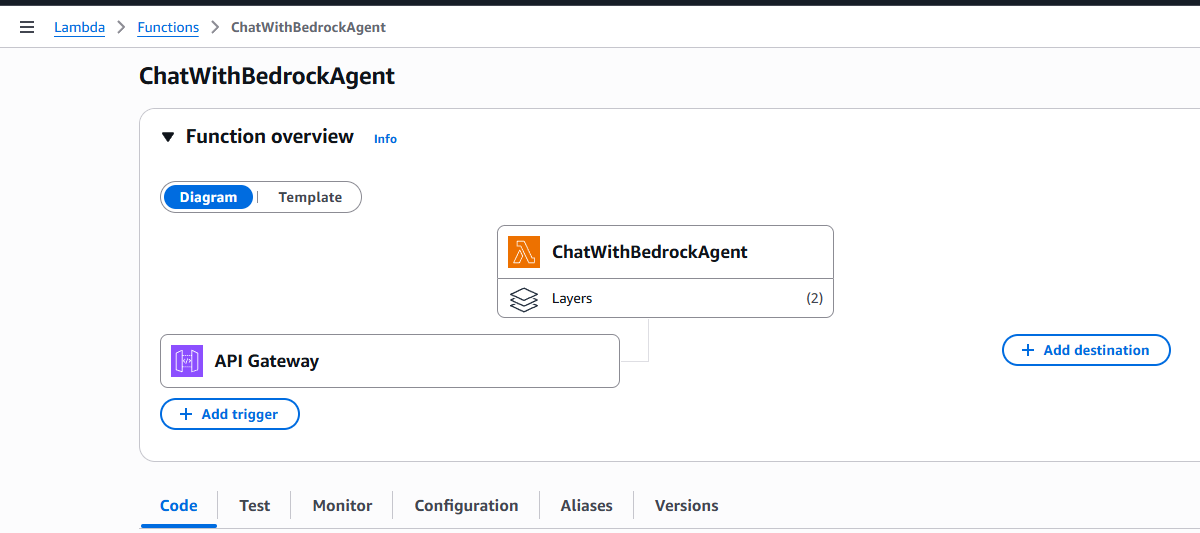 Lambda > Functions > ChatWithBedrockAgent
ChatWithBedrockAgent
Function overview Info
Diagram | Template
ChatWithBedrockAgent
Layers (2)
API Gateway
+ Add destination
+ Add trigger
Code Test Monitor Configuration Aliases Versions